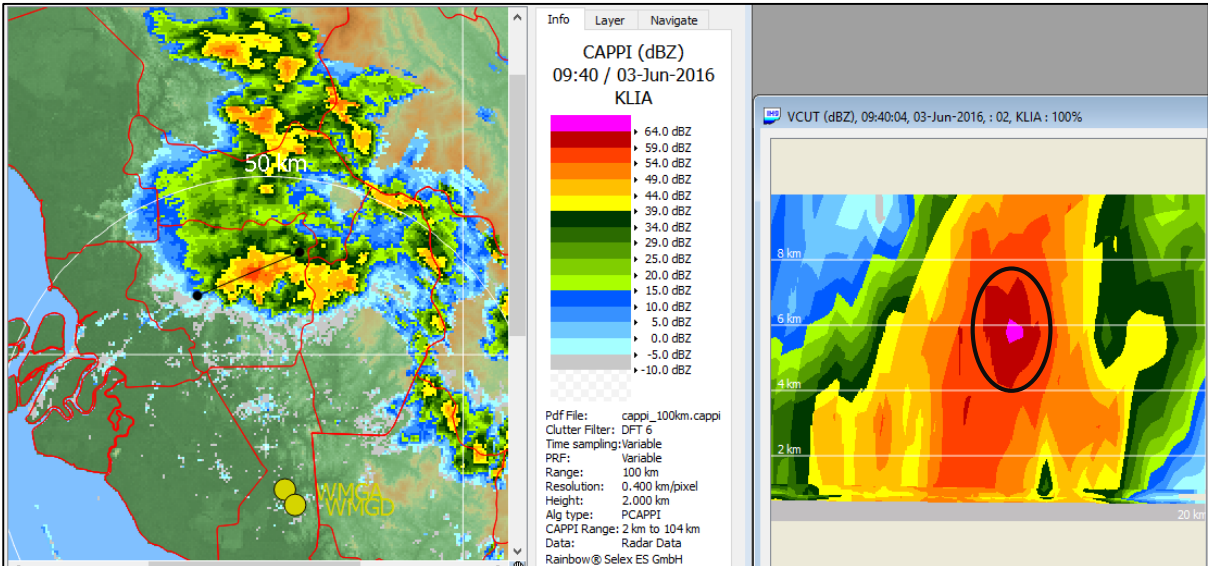 50 km
WMGA
WMGD
Info Layer Navigate
CAPPI (dBZ)
09:40 / 03-Jun-2016
KLIA
64.0 dBZ
59.0 dBZ
54.0 dBZ
49.0 dBZ
44.0 dBZ
39.0 dBZ
34.0 dBZ
29.0 dBZ
25.0 dBZ
20.0 dBZ
15.0 dBZ
10.0 dBZ
5.0 dBZ
0.0 dBZ
-5.0 dBZ
-10.0 dBZ
Pdf File: cappi_100km.cappi
Clutter Filter: DFT 6
Time sampling:Variable
PRF: Variable
Range: 100 km
Resolution: 0.400 km/pixel
Height: 2.000 km
Alg type: PCAPPI
CAPPI Range: 2 km to 104 km
Data: Radar Data
Rainbow® Selex ES GmbH
IHS VCUT (dBZ), 09:40:04, 03-Jun-2016, : 02, KLIA : 100%
8 km
6 km
4 km
2 km
20 km